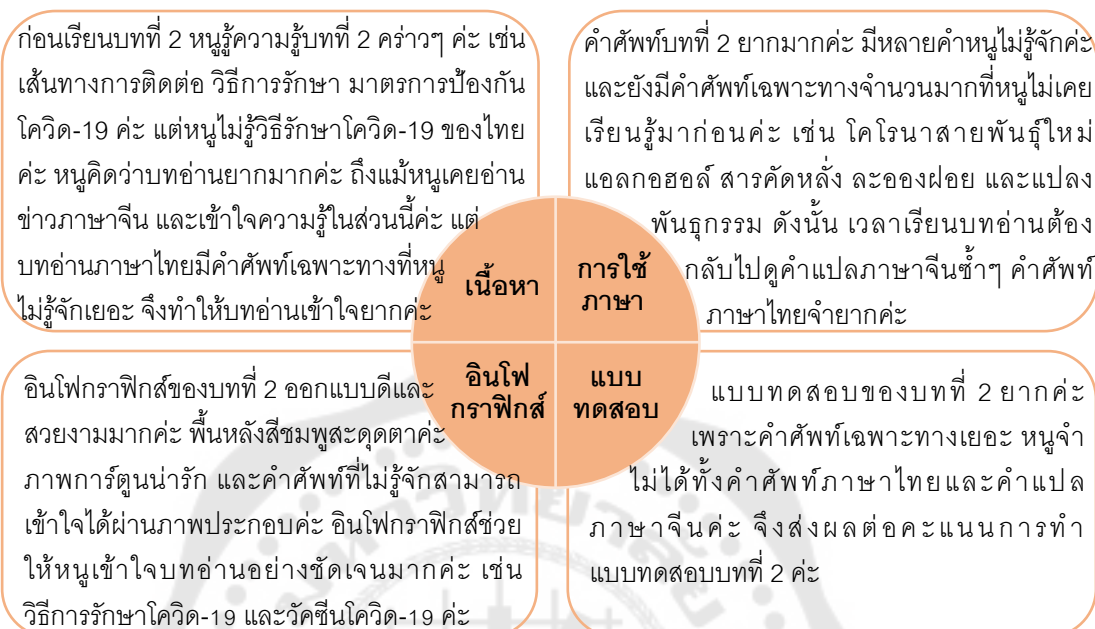 ก่อนเรียนบทที่ 2 หนูรู้ความรู้บทที่ 2 คร่าวๆ ค่ะ เช่น
เส้นทางการติดต่อ วิธีการรักษา มาตรการป้องกัน
โควิด-19 ค่ะ แต่หนูไม่รู้วิธีรักษาโควิด-19 ของไทย
ค่ะ หนูคิดว่าบทอ่านยากมากค่ะ ถึงแม้หนูเคยอ่าน
ข่าวภาษาจีน และเข้าใจความรู้ในส่วนนี้ค่ะ แต่
บทอ่านภาษาไทยมีคำศัพท์เฉพาะทางที่หนู
ไม่รู้จักเยอะ จึงทำให้บทอ่านเข้าใจยากค่ะ
คำศัพท์บทที่ 2 ยากมากค่ะ มีหลายคำหนูไม่รู้จักค่ะ
และยังมีคำศัพท์เฉพาะทางจำนวนมากที่หนูไม่เคย
เรียนรู้มาก่อนค่ะ เช่น โคโรนาสายพันธุ์ใหม่
แอลกอฮอล์ สารคัดหลั่ง ละอองฝอย และแปลง
พันธุกรรม ดังนั้น เวลาเรียนบทอ่านต้อง
กลับไปดูคำแปลภาษาจีนซ้ำๆ คำศัพท์
ภาษาไทยจำยากค่ะ
เนื้อหา
การใช้
ภาษา
อินโฟ
กราฟิกส์
แบบ
ทดสอบ
อินโฟกราฟิกส์ของบทที่ 2 ออกแบบดีและ
สวยงามมากค่ะ พื้นหลังสีชมพูสะดุดตาค่ะ
ภาพการ์ตูนน่ารัก และคำศัพท์ที่ไม่รู้จักสามารถ
เข้าใจได้ผ่านภาพประกอบค่ะ อินโฟกราฟิกส์ช่วย
ให้หนูเข้าใจบทอ่านอย่างชัดเจนมากค่ะ เช่น
วิธีการรักษาโควิด-19 และวัคซีนโควิด-19 ค่ะ
แบบทดสอบของบทที่ 2 ยากค่ะ
เพราะคำศัพท์เฉพาะทางเยอะ หนูจำ
ไม่ได้ทั้งคำศัพท์ภาษาไทยและคำแปล
ภาษาจีนค่ะ จึงส่งผลต่อคะแนนการทำ
แบบทดสอบบทที่ 2 ค่ะ